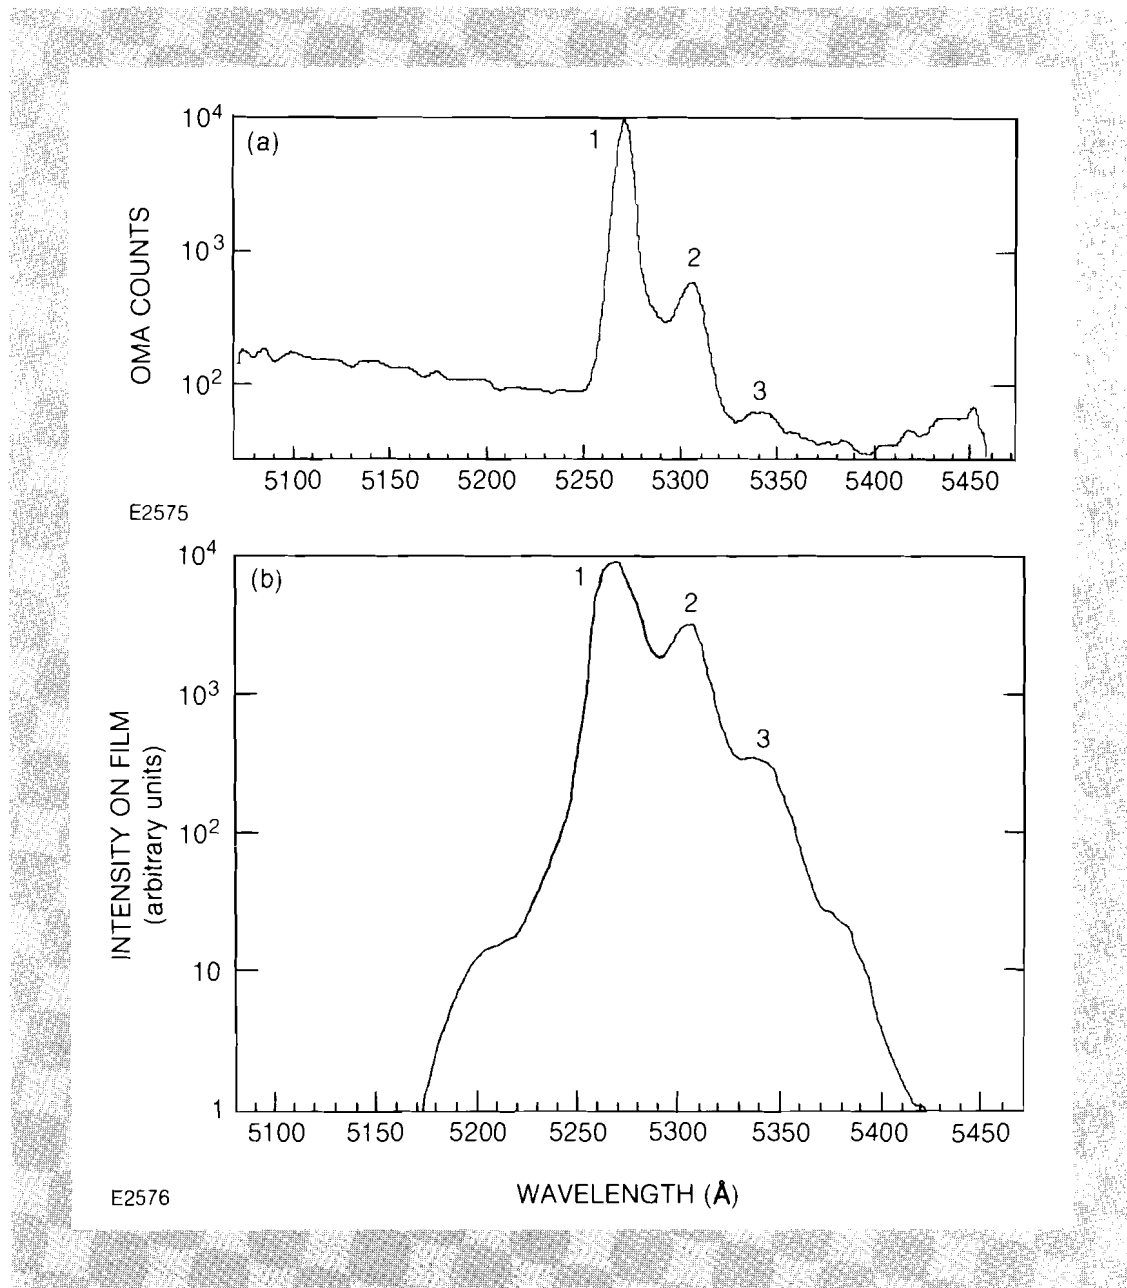 (a)
10⁴
10³
10²
OMA COUNTS
1
2
3
5100 5150 5200 5250 5300 5350 5400 5450
E2575
(b)
10⁴
10³
10²
10
1
INTENSITY ON FILM
(arbitrary units)
1
2
3
5100 5150 5200 5250 5300 5350 5400 5450
WAVELENGTH (Å)
E2576